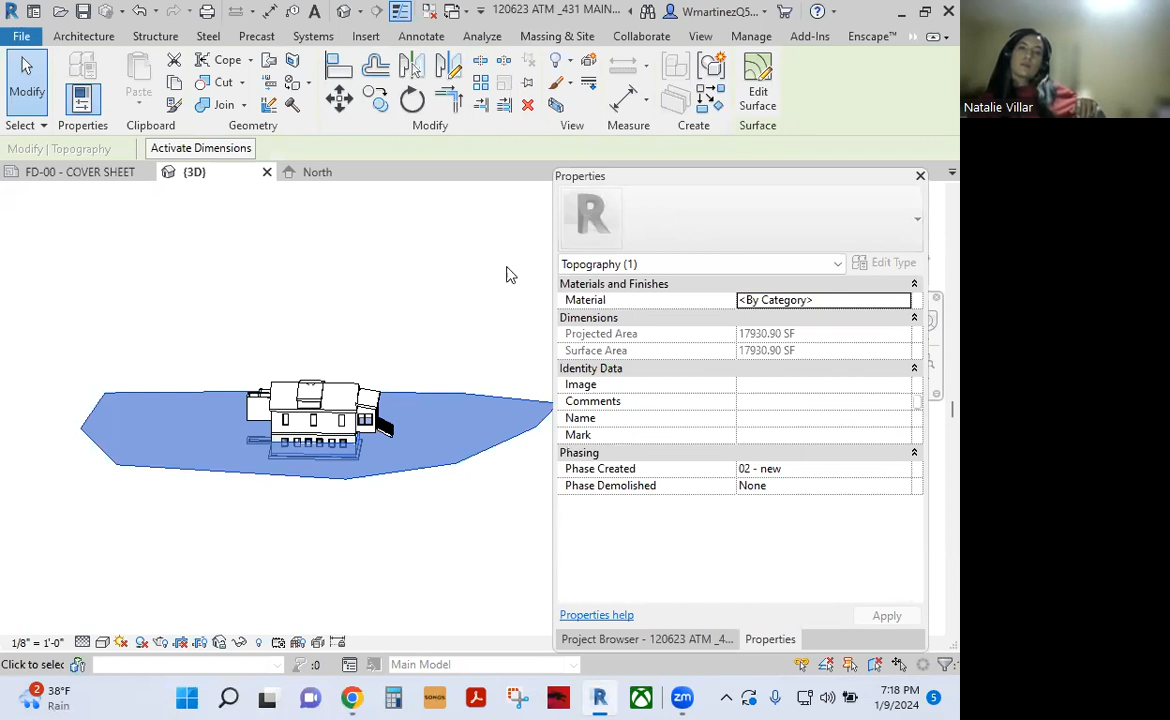 120623 ATM _431 MAIN...
WmartinezQ5...
File
Architecture
Structure
Steel
Precast
Systems
Insert
Annotate
Analyze
Massing & Site
Collaborate
View
Manage
Add-Ins
Enscape™
Modify
Paste
Cope
Cut
Join
Edit
Surface
Select
Properties
Clipboard
Geometry
Modify
View
Measure
Create
Surface
Modify | Topography
Activate Dimensions
FD-00 - COVER SHEET
{3D}
North
Properties
Topography (1)
Edit Type
Materials and Finishes
Material <By Category>
Dimensions
Projected Area 17930.90 SF
Surface Area 17930.90 SF
Identity Data
Image
Comments
Name
Mark
Phasing
Phase Created 02 - new
Phase Demolished None
Properties help
Apply
Project Browser - 120623 ATM _4...
Properties
1/8" = 1'-0"
Click to selec
:0
Main Model
2
38°F
Rain
SONOS
7:18 PM
1/9/2024
5
Natalie Villar